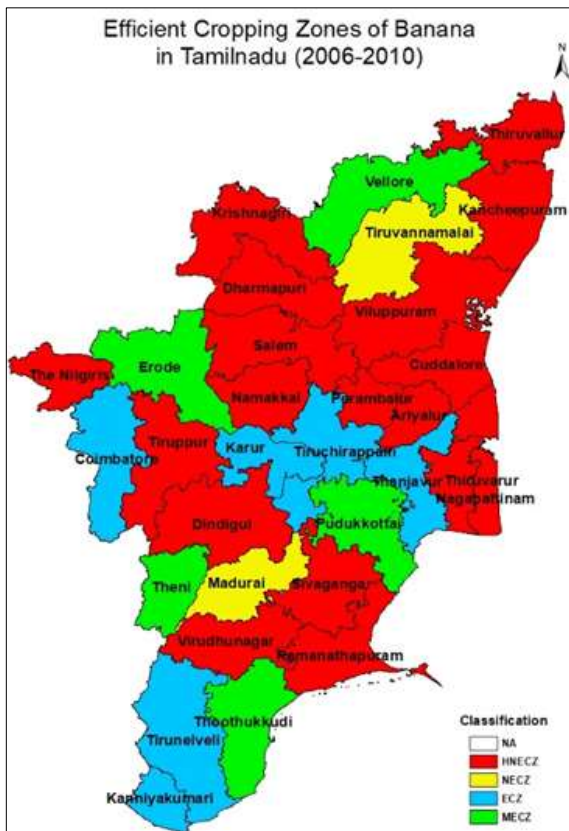 Efficient Cropping Zones of Banana
in Tamilnadu (2006-2010)
N
Thiruvallur
Vellore
Kancheepuram
Krishnagiri
Tiruvannamalai
Dharmapuri
Viluppuram
Salem
Erode
Cuddalore
The Nilgiris
Namakkal
Perambalur
Ariyalur
Tiruppur
Karur
Tiruchirappalli
Coimbatore
Thanjavur
Thiruvarur
Nagapattinam
Dindigul
Pudukkottai
Theni
Madurai
Sivagangai
Virudhunagar
Ramanathapuram
Thoothukkudi
Tirunelveli
Kanniyakumari
Classification
NA
HNECZ
NECZ
ECZ
MECZ